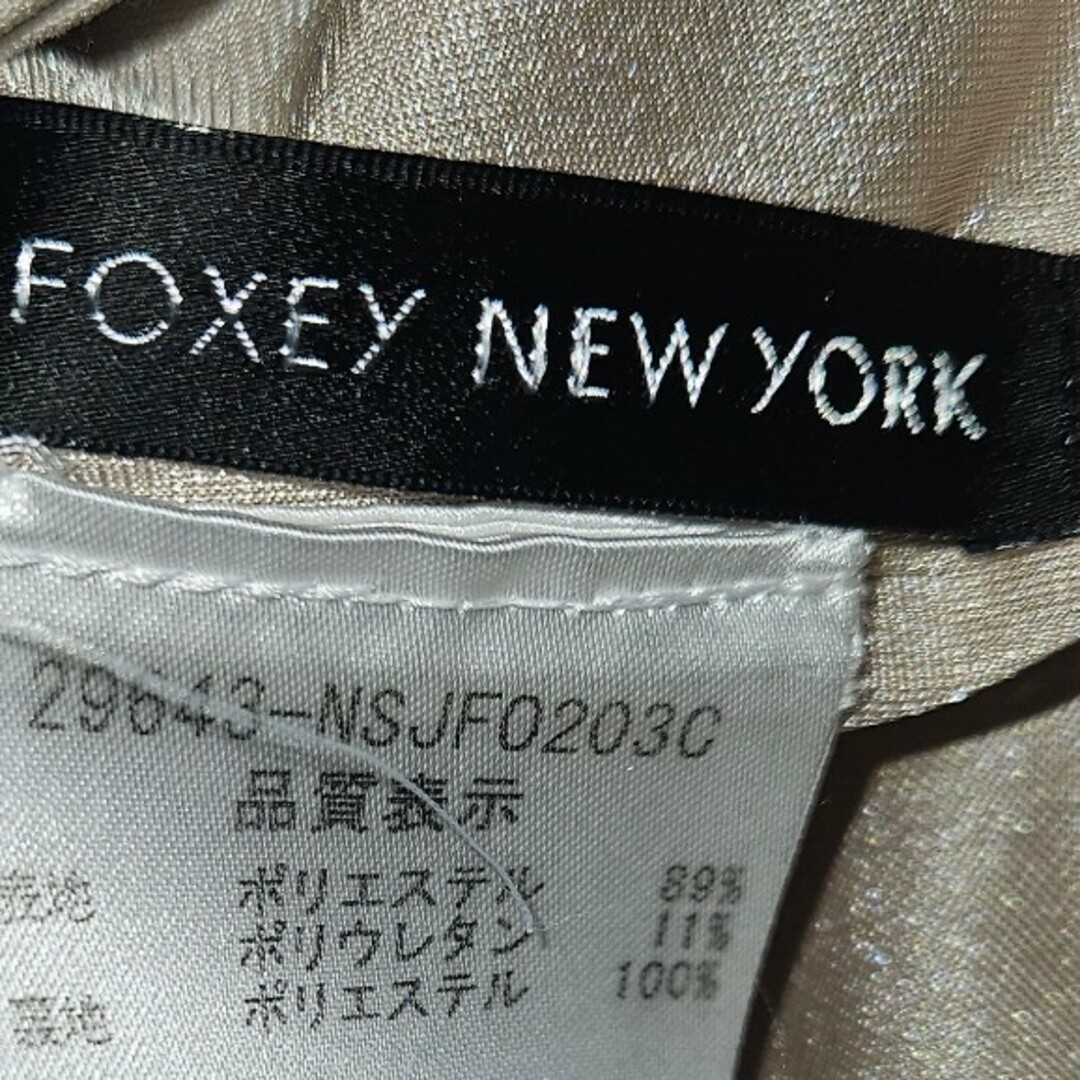 FOXEY NEW YORK
29643-NSJF0203C
品質表示
表地 ポリエステル 89%
ポリウレタン 11%
裏地 ポリエステル 100%